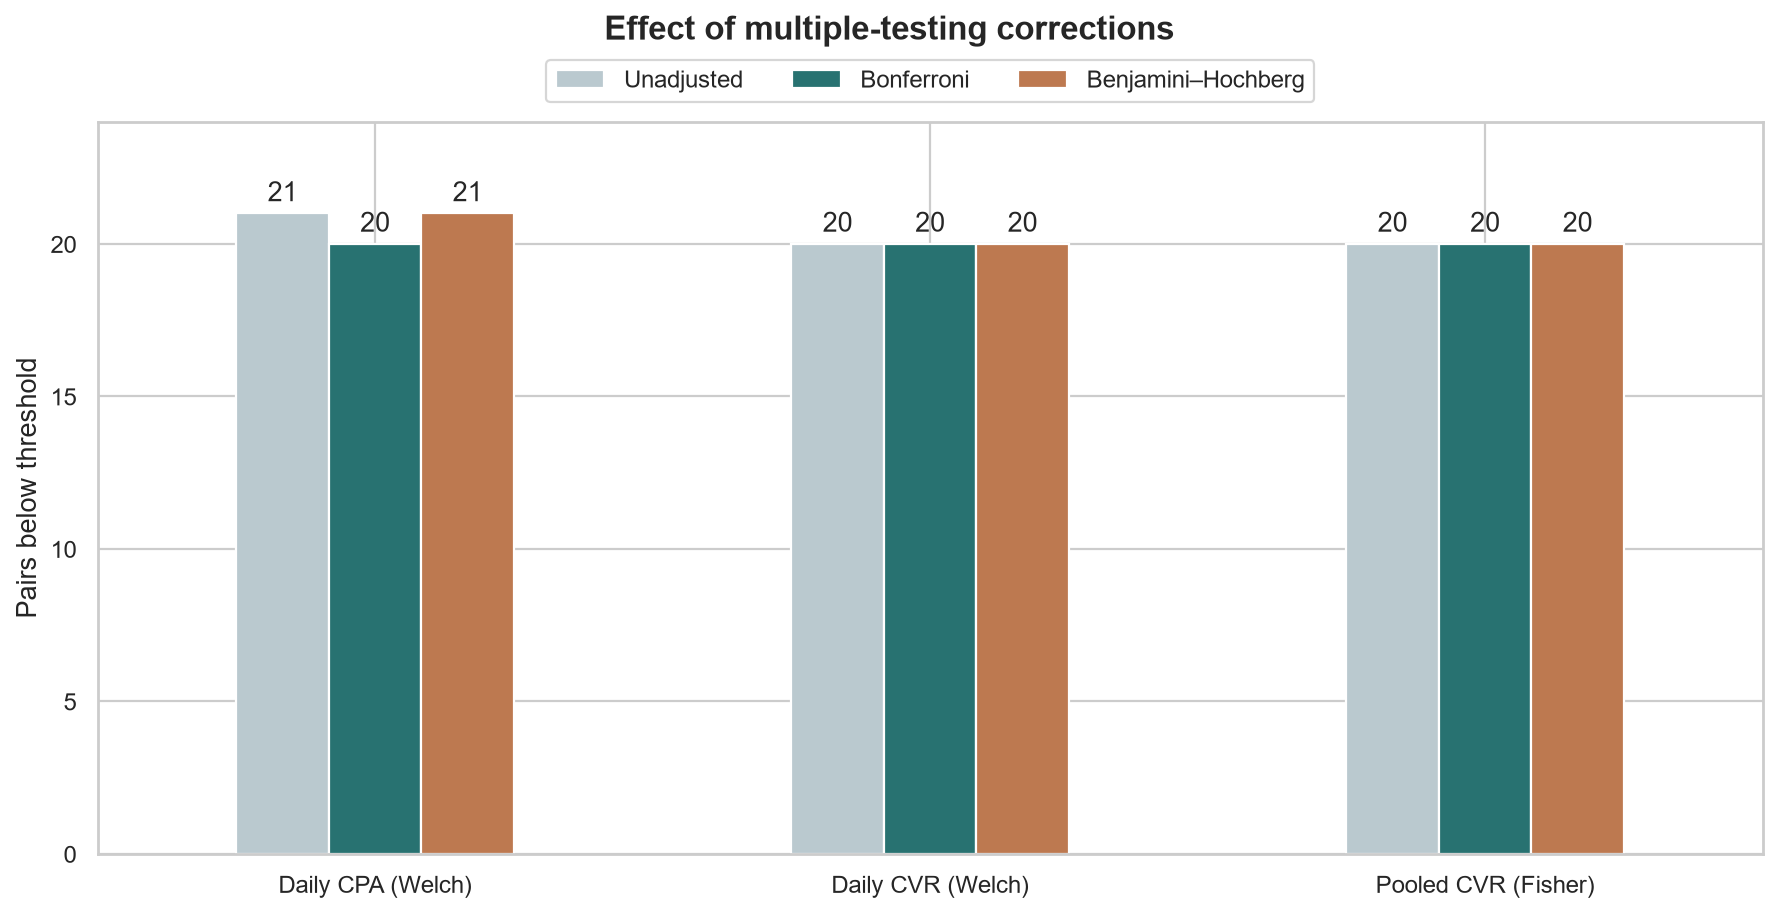 Effect of multiple-testing corrections
Unadjusted Bonferroni Benjamini–Hochberg
Pairs below threshold
20
15
10
5
0
21 20 21 20 20 20 20 20 20
Daily CPA (Welch) Daily CVR (Welch) Pooled CVR (Fisher)